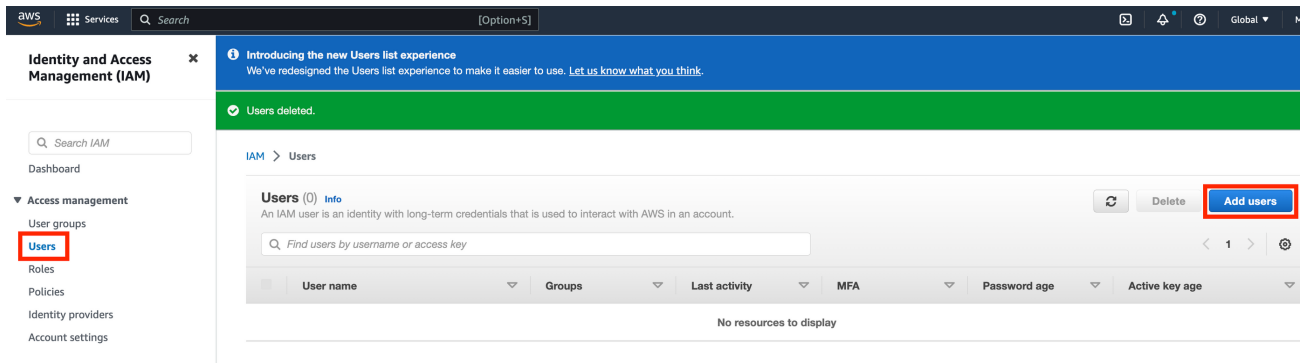 aws Services Search [Option+S] Global M
Identity and Access
Management (IAM)
Search IAM
Dashboard
Access management
User groups
Users
Roles
Policies
Identity providers
Account settings
Introducing the new Users list experience
We've redesigned the Users list experience to make it easier to use. Let us know what you think.
Users deleted.
IAM > Users
Users (0) Info
An IAM user is an identity with long-term credentials that is used to interact with AWS in an account.
Delete Add users
Find users by username or access key
< 1 >
User name Groups Last activity MFA Password age Active key age
No resources to display